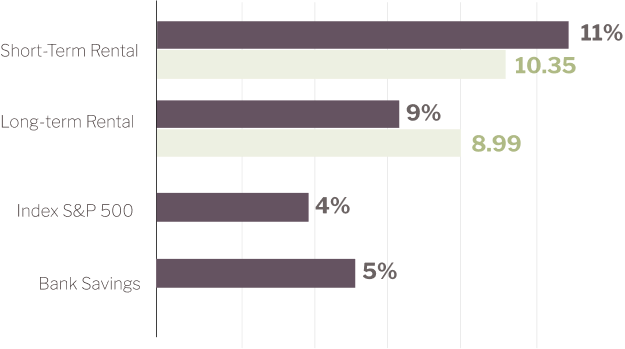 Short-Term Rental
11%
10.35
Long-term Rental
9%
8.99
Index S&P 500
4%
Bank Savings
5%